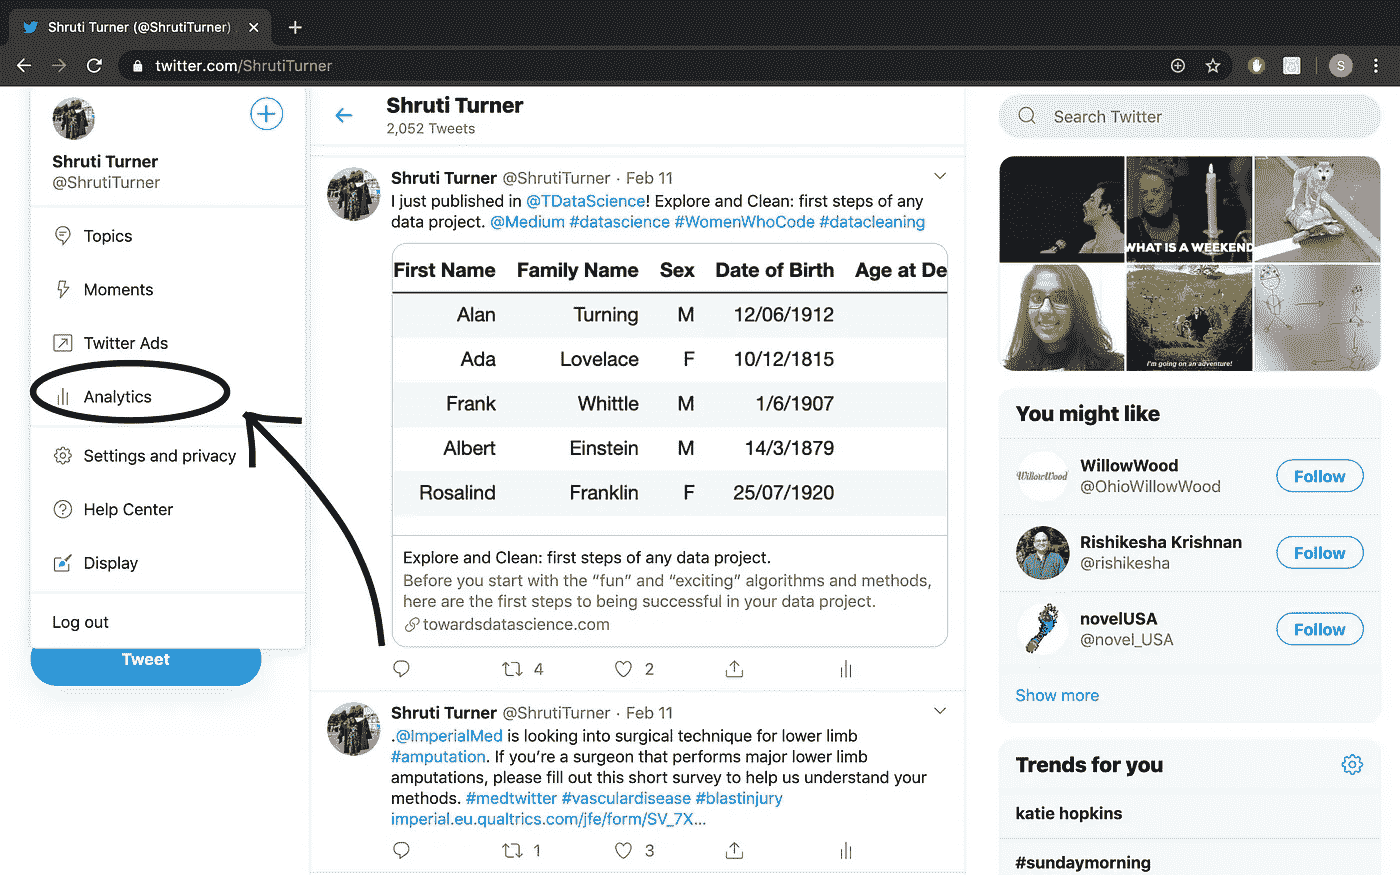 Shruti Turner (@ShrutiTurner)
twitter.com/ShrutiTurner
S
Shruti Turner
@ShrutiTurner
Topics
Moments
Twitter Ads
Analytics
Settings and privacy
Help Center
Display
Log out
Tweet
Shruti Turner
2,052 Tweets
Shruti Turner @ShrutiTurner · Feb 11
I just published in @TDataScience! Explore and Clean: first steps of any
data project. @Medium #datascience #WomenWhoCode #datacleaning
First Name Family Name Sex Date of Birth Age at De
Alan Turning M 12/06/1912
Ada Lovelace F 10/12/1815
Frank Whittle M 1/6/1907
Albert Einstein M 14/3/1879
Rosalind Franklin F 25/07/1920
Explore and Clean: first steps of any data project.
Before you start with the “fun” and “exciting” algorithms and methods,
here are the first steps to being successful in your data project.
towardsdatascience.com
4 2
Shruti Turner @ShrutiTurner · Feb 11
.@ImperialMed is looking into surgical technique for lower limb
#amputation. If you’re a surgeon that performs major lower limb
amputations, please fill out this short survey to help us understand your
methods. #medtwitter #vasculardisease #blastinjury
imperial.eu.qualtrics.com/jfe/form/SV_7X...
1 3
Search Twitter
WHAT IS A WEEKEND
I'm going on an adventure!
You might like
WillowWood
WillowWood
@OhioWillowWood
Follow
Rishikesha Krishnan
@rishikesha
Follow
novelUSA
@novel_USA
Follow
Show more
Trends for you
katie hopkins
#sundaymorning